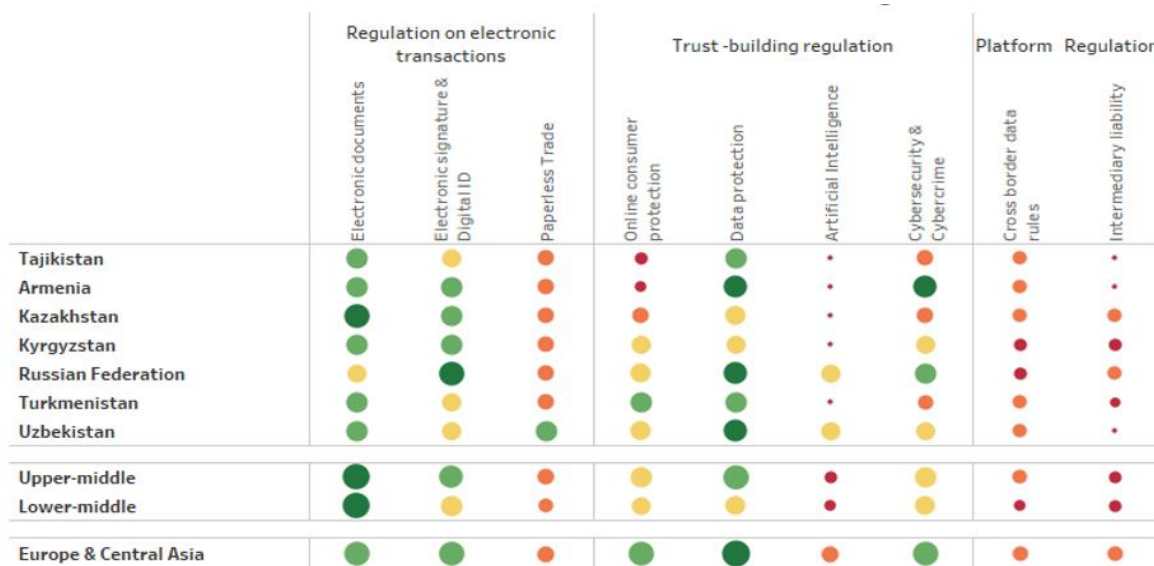 Regulation on electronic
transactions
Trust -building regulation
Platform Regulation
Electronic documents
Electronic signature &
Digital ID
Paperless Trade
Online consumer
protection
Data protection
Artificial Intelligence
Cybersecurity &
Cybercrime
Cross border data
rules
Intermediary liability
Tajikistan
Armenia
Kazakhstan
Kyrgyzstan
Russian Federation
Turkmenistan
Uzbekistan
Upper-middle
Lower-middle
Europe & Central Asia